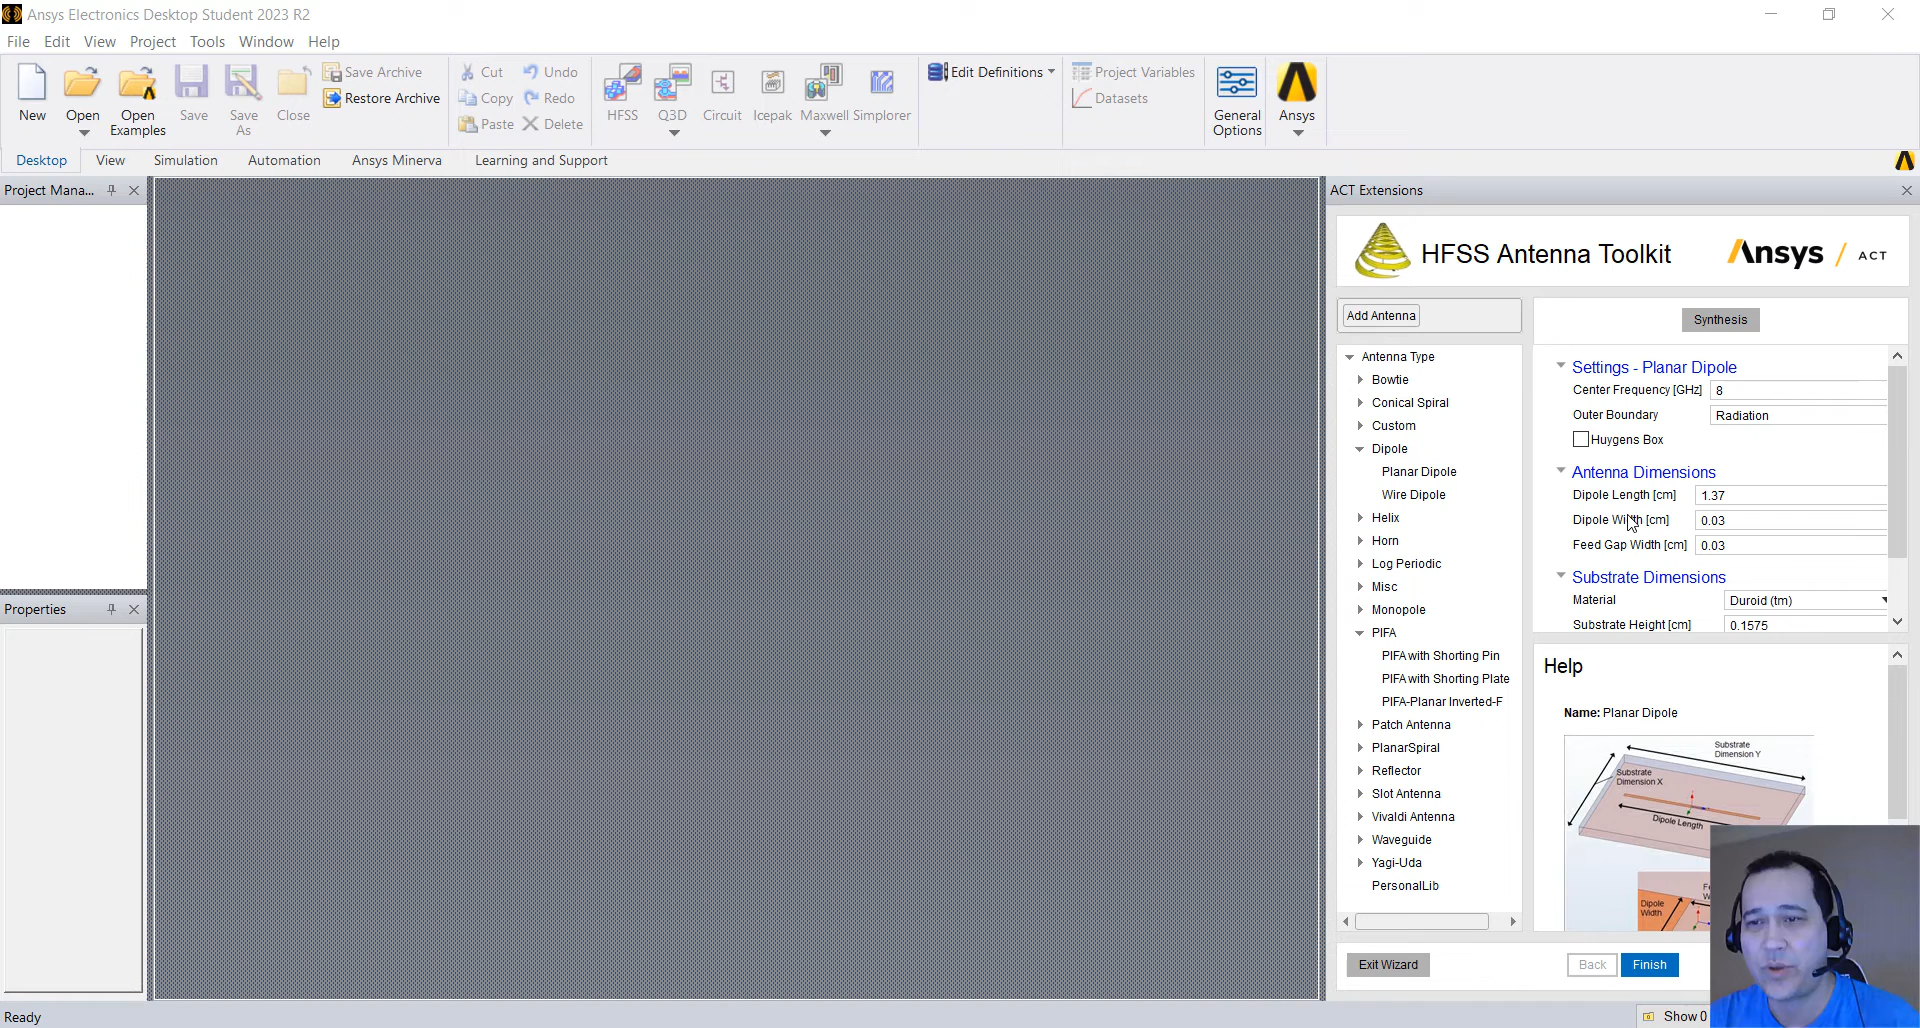 Ansys Electronics Desktop Student 2023 R2
File Edit View Project Tools Window Help
New
Open
Open Examples
Save
Save As
Close
Save Archive
Restore Archive
Cut
Copy
Paste
Undo
Redo
Delete
HFSS
Q3D
Circuit
Icepak
Maxwell
Simplorer
Edit Definitions
Project Variables
Datasets
General Options
Ansys
Desktop View Simulation Automation Ansys Minerva Learning and Support
Project Mana...
Properties
ACT Extensions
HFSS Antenna Toolkit
Ansys / ACT
Add Antenna
Antenna Type
Bowtie
Conical Spiral
Custom
Dipole
Planar Dipole
Wire Dipole
Helix
Horn
Log Periodic
Misc
Monopole
PIFA
PIFA with Shorting Pin
PIFA with Shorting Plate
PIFA-Planar Inverted-F
Patch Antenna
PlanarSpiral
Reflector
Slot Antenna
Vivaldi Antenna
Waveguide
Yagi-Uda
PersonalLib
Synthesis
Settings - Planar Dipole
Center Frequency [GHz] 8
Outer Boundary Radiation
Huygens Box
Antenna Dimensions
Dipole Length [cm] 1.37
Dipole Width [cm] 0.03
Feed Gap Width [cm] 0.03
Substrate Dimensions
Material Duroid (tm)
Substrate Height [cm] 0.1575
Help
Name: Planar Dipole
Substrate Dimension Y
Substrate Dimension X
Dipole Length
Dipole Width
Exit Wizard
Back
Finish
Ready
Show 0